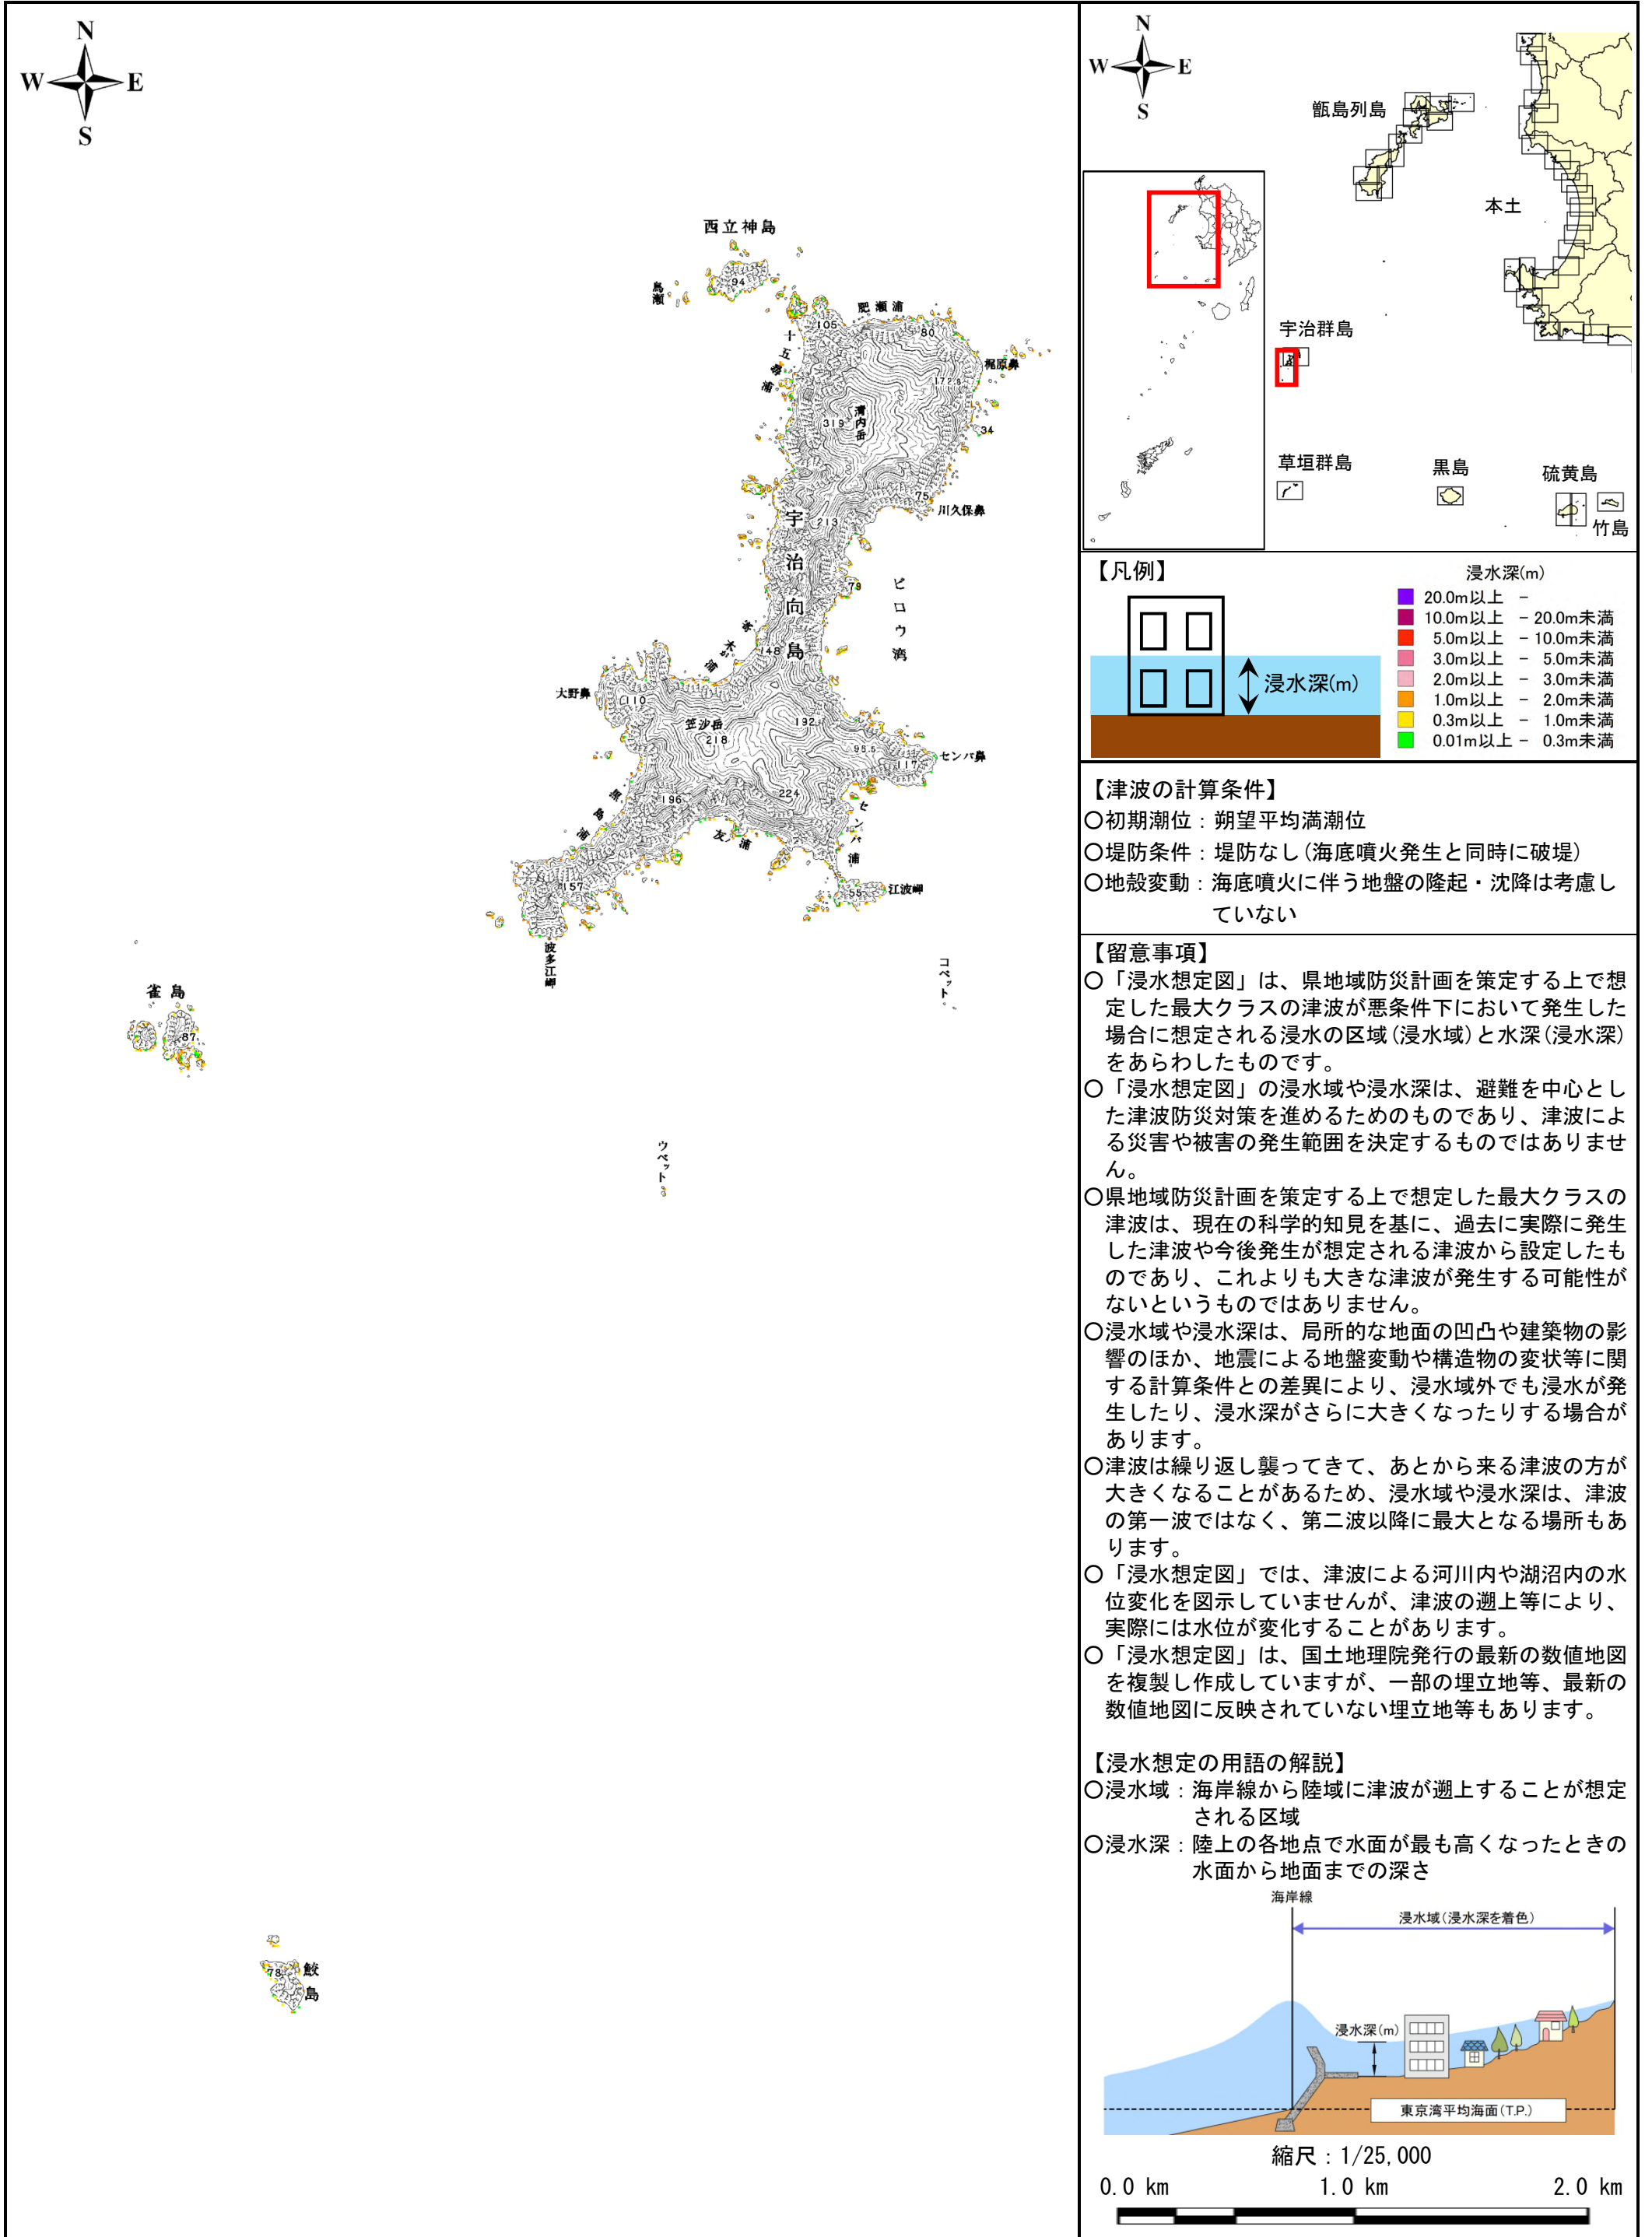 N
W E
S
西立神島
94
鳥瀬
105
肥瀬浦
80
十五尋浦
梶原鼻
172.8
319
湾内岳
34
75
川久保鼻
213
宇治向島
79
ビロウ湾
148
大野鼻
110
笠沙岳
218
192
95.5
117
センバ鼻
196
224
黒島浦
友ノ浦
センバ浦
157
55
江波岬
波多江岬
コベット
雀島
87
ウベット
78
鮫島
N
W E
S
甑島列島
本土
宇治群島
草垣群島
黒島
硫黄島
竹島
【凡例】
浸水深(m)
浸水深(m)
20.0m以上 -
10.0m以上 - 20.0m未満
5.0m以上 - 10.0m未満
3.0m以上 - 5.0m未満
2.0m以上 - 3.0m未満
1.0m以上 - 2.0m未満
0.3m以上 - 1.0m未満
0.01m以上 - 0.3m未満
【津波の計算条件】
○初期潮位：朔望平均満潮位
○堤防条件：堤防なし(海底噴火発生と同時に破堤)
○地殻変動：海底噴火に伴う地盤の隆起・沈降は考慮し
ていない
【留意事項】
○「浸水想定図」は、県地域防災計画を策定する上で想
定した最大クラスの津波が悪条件下において発生した
場合に想定される浸水の区域(浸水域)と水深(浸水深)
をあらわしたものです。
○「浸水想定図」の浸水域や浸水深は、避難を中心とし
た津波防災対策を進めるためのものであり、津波によ
る災害や被害の発生範囲を決定するものではありませ
ん。
○県地域防災計画を策定する上で想定した最大クラスの
津波は、現在の科学的知見を基に、過去に実際に発生
した津波や今後発生が想定される津波から設定したも
のであり、これよりも大きな津波が発生する可能性が
ないというものではありません。
○浸水域や浸水深は、局所的な地面の凹凸や建築物の影
響のほか、地震による地盤変動や構造物の変状等に関
する計算条件との差異により、浸水域外でも浸水が発
生したり、浸水深がさらに大きくなったりする場合が
あります。
○津波は繰り返し襲ってきて、あとから来る津波の方が
大きくなることがあるため、浸水域や浸水深は、津波
の第一波ではなく、第二波以降に最大となる場所もあ
ります。
○「浸水想定図」では、津波による河川内や湖沼内の水
位変化を図示していませんが、津波の遡上等により、
実際には水位が変化することがあります。
○「浸水想定図」は、国土地理院発行の最新の数値地図
を複製し作成していますが、一部の埋立地等、最新の
数値地図に反映されていない埋立地等もあります。
【浸水想定の用語の解説】
○浸水域：海岸線から陸域に津波が遡上することが想定
される区域
○浸水深：陸上の各地点で水面が最も高くなったときの
水面から地面までの深さ
海岸線
浸水域(浸水深を着色)
浸水深(m)
東京湾平均海面(T.P.)
縮尺：1/25,000
0.0 km 1.0 km 2.0 km